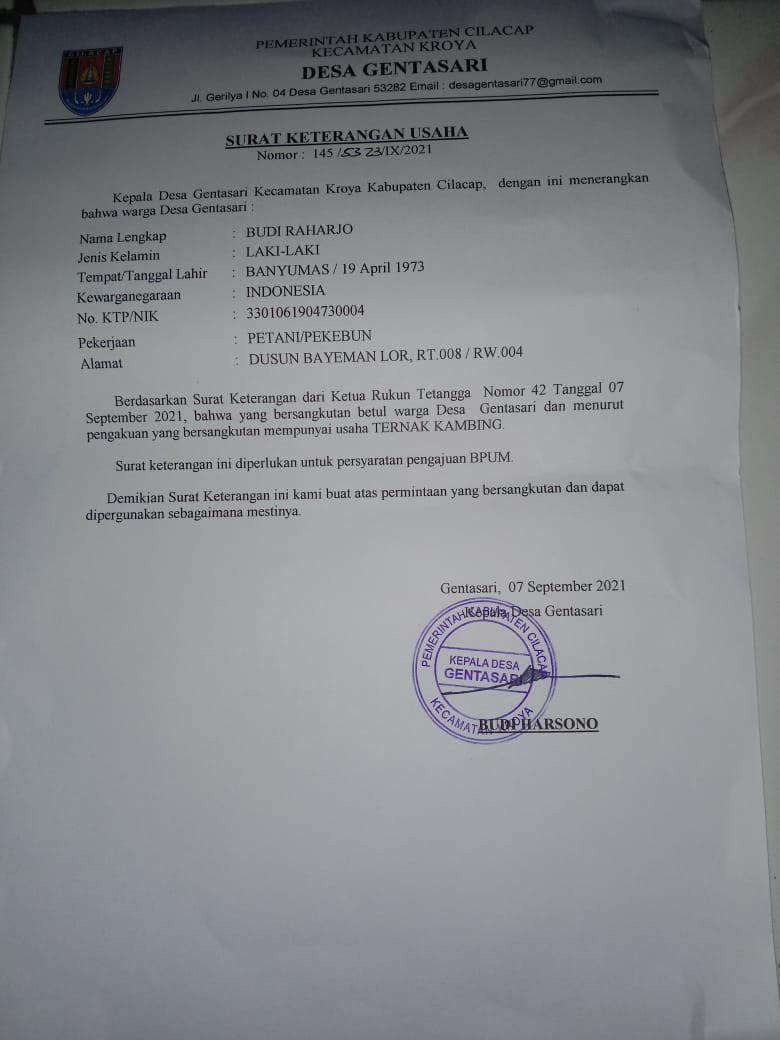 CILACAP
PEMERINTAH KABUPATEN CILACAP
KECAMATAN KROYA
DESA GENTASARI
Jl. Gerilya I No. 04 Desa Gentasari 53282 Email : desagentasari77@gmail.com
SURAT KETERANGAN USAHA
Nomor : 145 /53 23/IX/2021
Kepala Desa Gentasari Kecamatan Kroya Kabupaten Cilacap, dengan ini menerangkan
bahwa warga Desa Gentasari :
Nama Lengkap : BUDI RAHARJO
Jenis Kelamin : LAKI-LAKI
Tempat/Tanggal Lahir : BANYUMAS / 19 April 1973
Kewarganegaraan : INDONESIA
No. KTP/NIK : 3301061904730004
Pekerjaan : PETANI/PEKEBUN
Alamat : DUSUN BAYEMAN LOR, RT.008 / RW.004
Berdasarkan Surat Keterangan dari Ketua Rukun Tetangga Nomor 42 Tanggal 07
September 2021, bahwa yang bersangkutan betul warga Desa Gentasari dan menurut
pengakuan yang bersangkutan mempunyai usaha TERNAK KAMBING.
Surat keterangan ini diperlukan untuk persyaratan pengajuan BPUM.
Demikian Surat Keterangan ini kami buat atas permintaan yang bersangkutan dan dapat
dipergunakan sebagaimana mestinya.
Gentasari, 07 September 2021
Kepala Desa Gentasari
PEMERINTAH KABUPATEN CILACAP
KEPALA DESA
GENTASARI
KECAMATAN KROYA
BUDI HARSONO